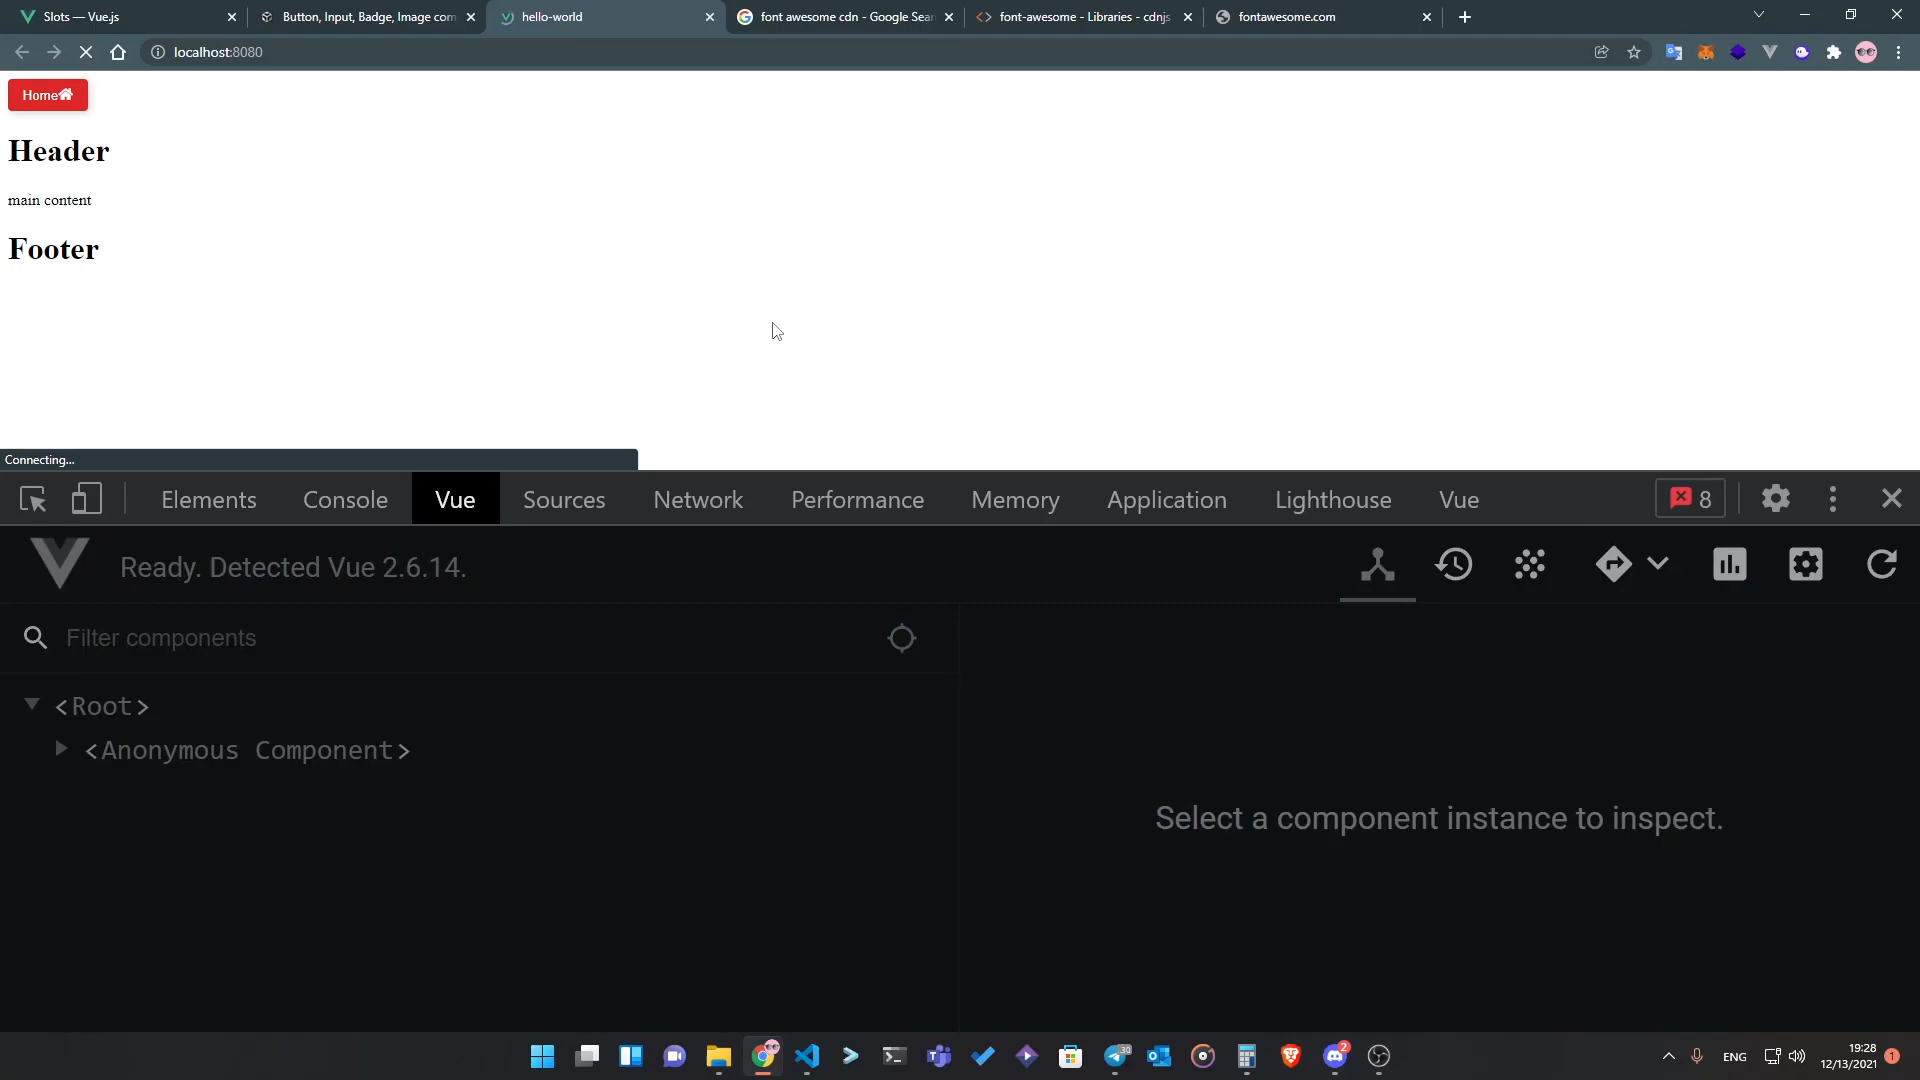 Slots — Vue.js
Button, Input, Badge, Image com
hello-world
font awesome cdn - Google Sear
font-awesome - Libraries - cdnjs
fontawesome.com
localhost:8080
Home
Header
main content
Footer
Connecting...
Elements
Console
Vue
Sources
Network
Performance
Memory
Application
Lighthouse
Vue
8
Ready. Detected Vue 2.6.14.
Filter components
<Root>
<Anonymous Component>
Select a component instance to inspect.
30
2
ENG
19:28
12/13/2021
1